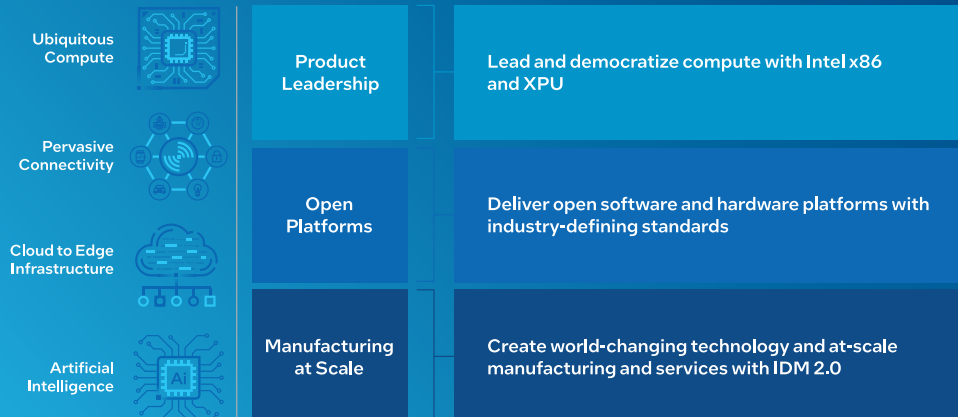 Ubiquitous
Compute
Pervasive
Connectivity
Cloud to Edge
Infrastructure
Artificial
Intelligence
Ai
Product
Leadership
Lead and democratize compute with Intel x86
and XPU
Open
Platforms
Deliver open software and hardware platforms with
industry-defining standards
Manufacturing
at Scale
Create world-changing technology and at-scale
manufacturing and services with IDM 2.0